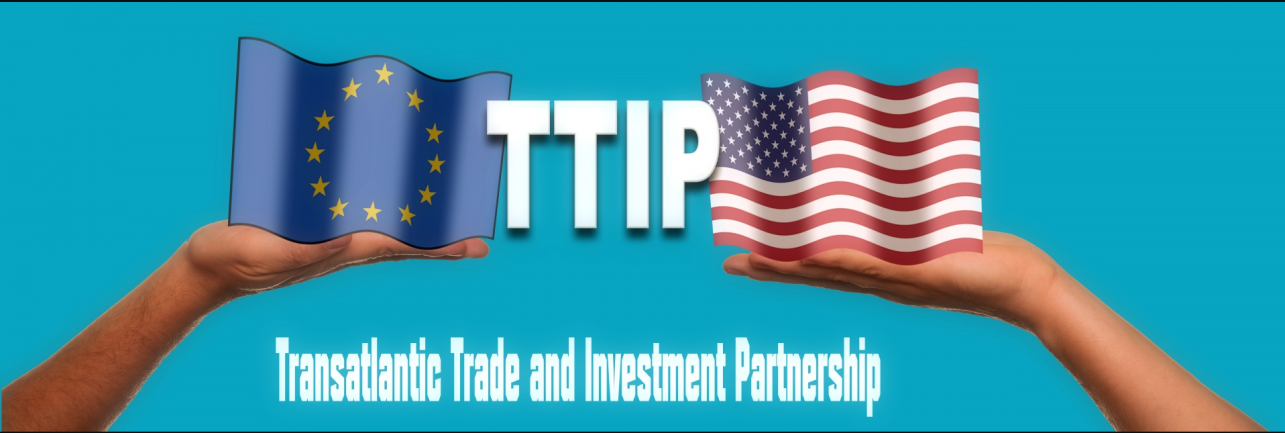 TTIP
Transatlantic Trade and Investment Partnership